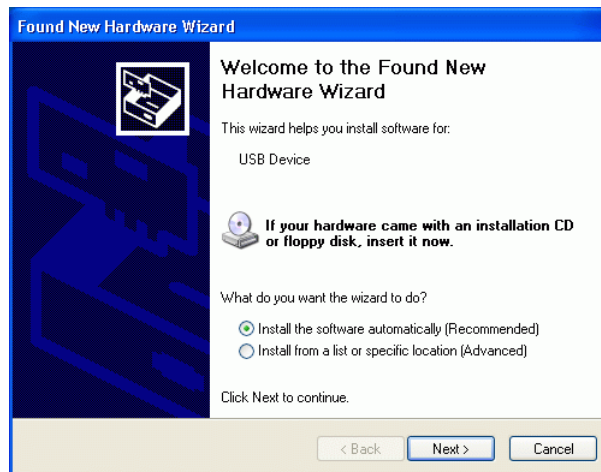 Found New Hardware Wizard
Welcome to the Found New
Hardware Wizard
This wizard helps you install software for:
USB Device
If your hardware came with an installation CD
or floppy disk, insert it now.
What do you want the wizard to do?
Install the software automatically (Recommended)
Install from a list or specific location (Advanced)
Click Next to continue.
< Back Next > Cancel